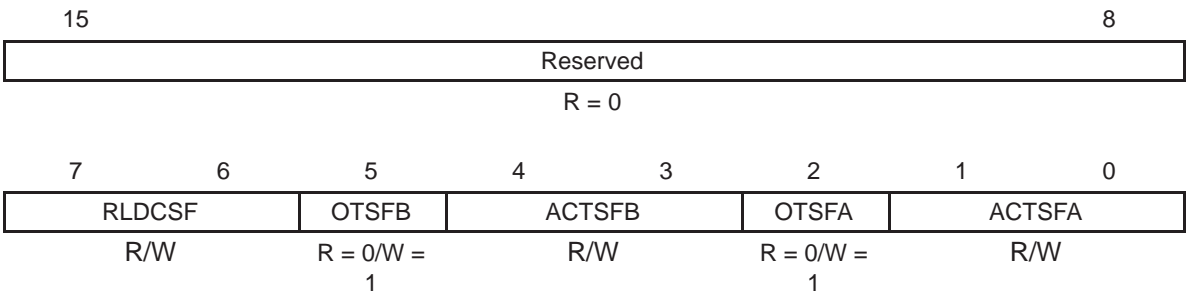 15 8
Reserved
R = 0
7 6 5 4 3 2 1 0
RLDCSF OTSFB ACTSFB OTSFA ACTSFA
R/W R = 0/W = 1 R/W R = 0/W = 1 R/W